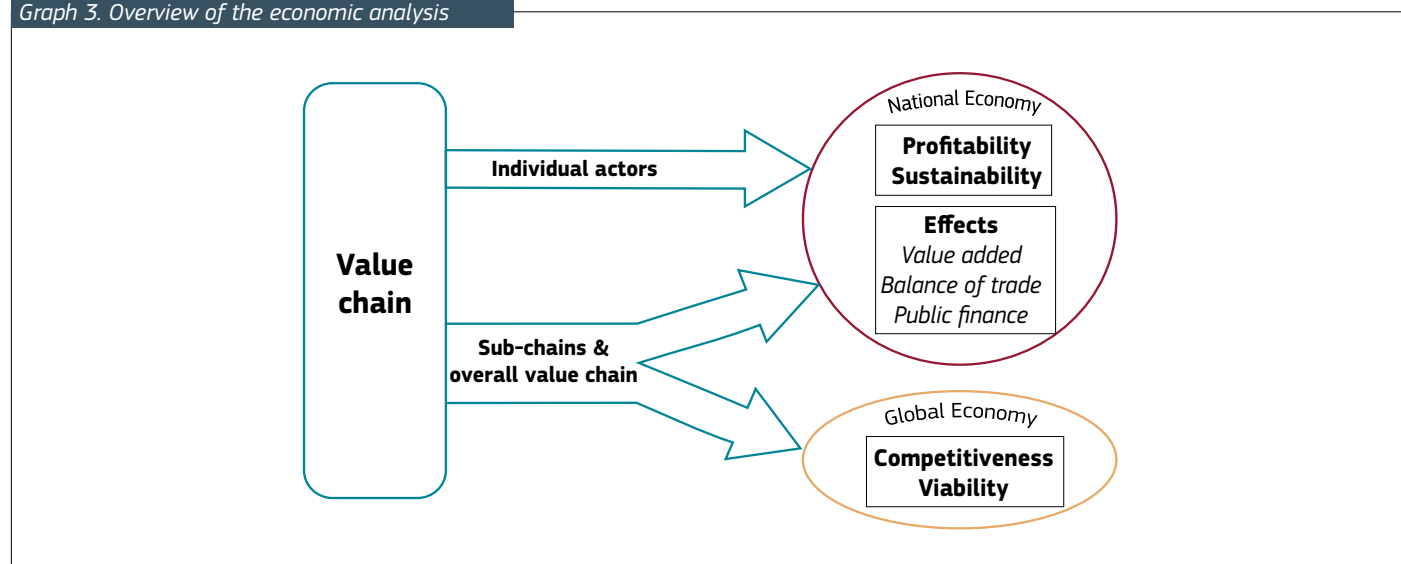 Graph 3. Overview of the economic analysis
Value
chain
Individual actors
Sub-chains &
overall value chain
National Economy
Profitability
Sustainability
Effects
Value added
Balance of trade
Public finance
Global Economy
Competitiveness
Viability